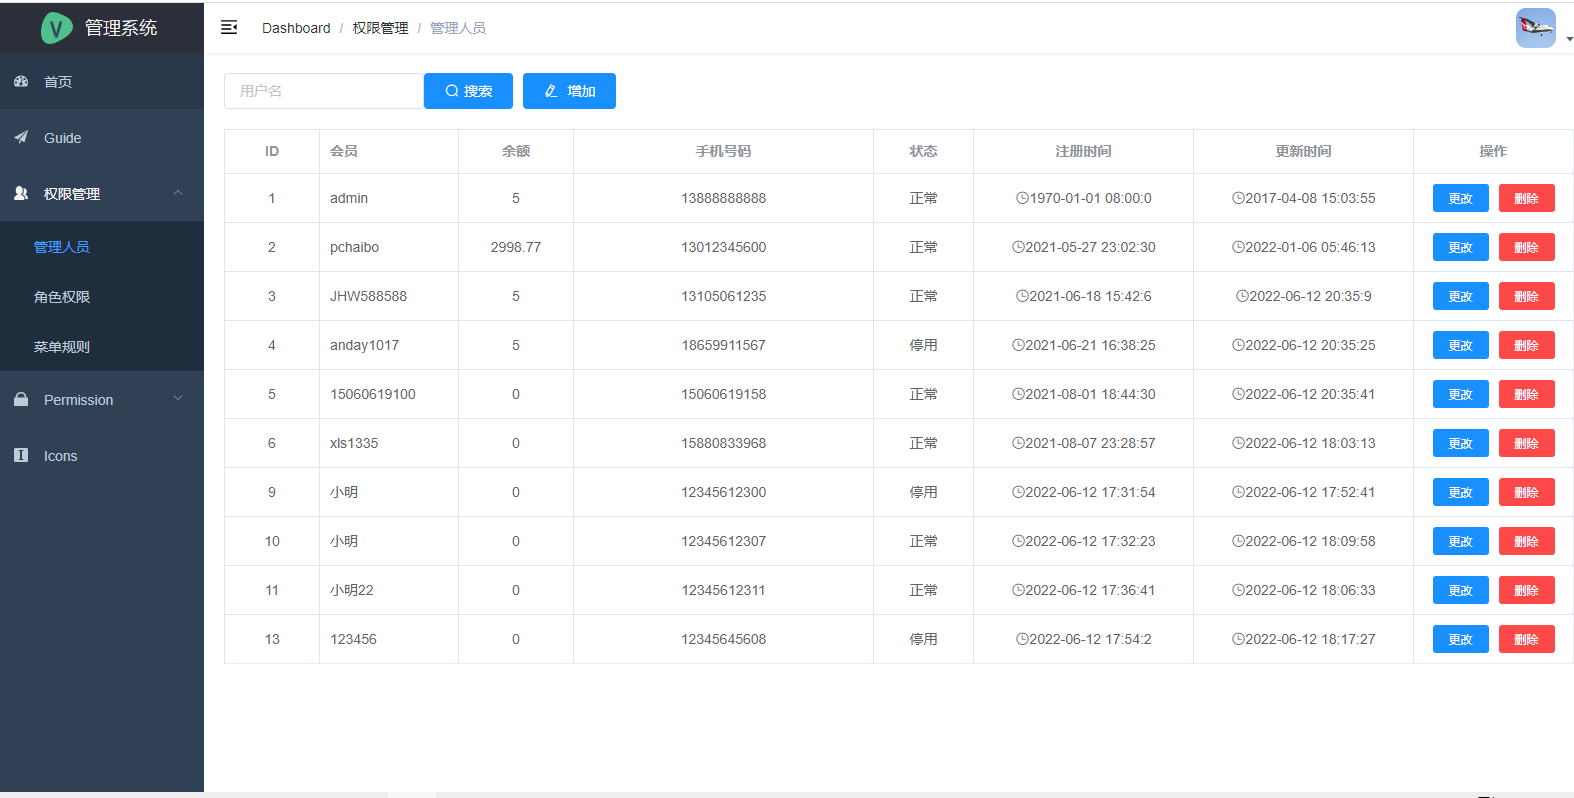 管理系统
Dashboard / 权限管理 / 管理人员
首页
Guide
权限管理
管理人员
角色权限
菜单规则
Permission
Icons
用户名 搜索 增加
ID 会员 余额 手机号码 状态 注册时间 更新时间 操作
1 admin 5 13888888888 正常 1970-01-01 08:00:0 2017-04-08 15:03:55 更改 删除
2 pchaibo 2998.77 13012345600 正常 2021-05-27 23:02:30 2022-01-06 05:46:13 更改 删除
3 JHW588588 5 13105061235 正常 2021-06-18 15:42:6 2022-06-12 20:35:9 更改 删除
4 anday1017 5 18659911567 停用 2021-06-21 16:38:25 2022-06-12 20:35:25 更改 删除
5 15060619100 0 15060619158 正常 2021-08-01 18:44:30 2022-06-12 20:35:41 更改 删除
6 xls1335 0 15880833968 正常 2021-08-07 23:28:57 2022-06-12 18:03:13 更改 删除
9 小明 0 12345612300 停用 2022-06-12 17:31:54 2022-06-12 17:52:41 更改 删除
10 小明 0 12345612307 正常 2022-06-12 17:32:23 2022-06-12 18:09:58 更改 删除
11 小明22 0 12345612311 正常 2022-06-12 17:36:41 2022-06-12 18:06:33 更改 删除
13 123456 0 12345645608 停用 2022-06-12 17:54:2 2022-06-12 18:17:27 更改 删除